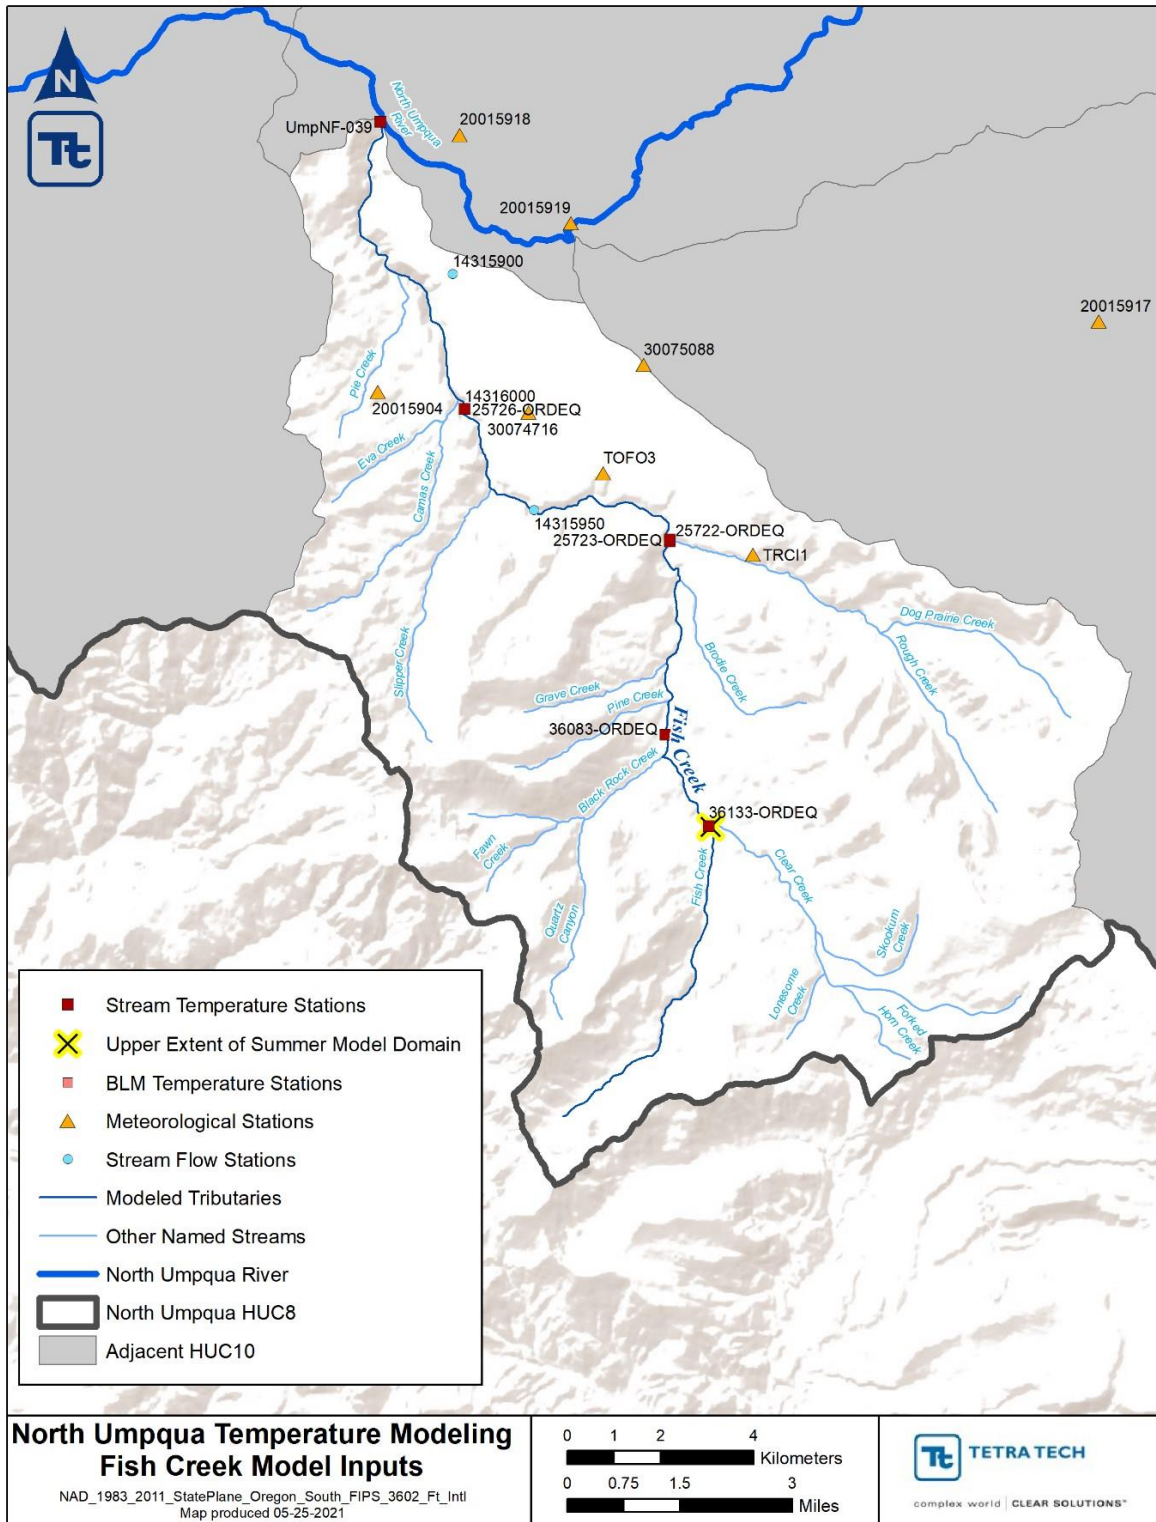 N
Tt
UmpNF-039
North Umpqua
River
20015918
20015919
14315900
20015917
30075088
Pie Creek
20015904
14316000
25726-ORDEQ
30074716
Eva Creek
Camas Creek
TOFO3
14315950
25722-ORDEQ
25723-ORDEQ
TRCI1
Dog Prairie Creek
Rough Creek
Slipper Creek
Brodie Creek
Grave Creek
Pine Creek
36083-ORDEQ
Fish Creek
Black Rock Creek
36133-ORDEQ
Fawn
Creek
Fish Creek
Clear Creek
Quartz
Canyon
Skookum
Creek
Lonesome
Creek
Forked
Horn Creek
Stream Temperature Stations
Upper Extent of Summer Model Domain
BLM Temperature Stations
Meteorological Stations
Stream Flow Stations
Modeled Tributaries
Other Named Streams
North Umpqua River
North Umpqua HUC8
Adjacent HUC10
North Umpqua Temperature Modeling
Fish Creek Model Inputs
NAD_1983_2011_StatePlane_Oregon_South_FIPS_3602_Ft_Intl
Map produced 05-25-2021
0 1 2 4
Kilometers
0 0.75 1.5 3
Miles
Tt TETRA TECH
complex world | CLEAR SOLUTIONS™